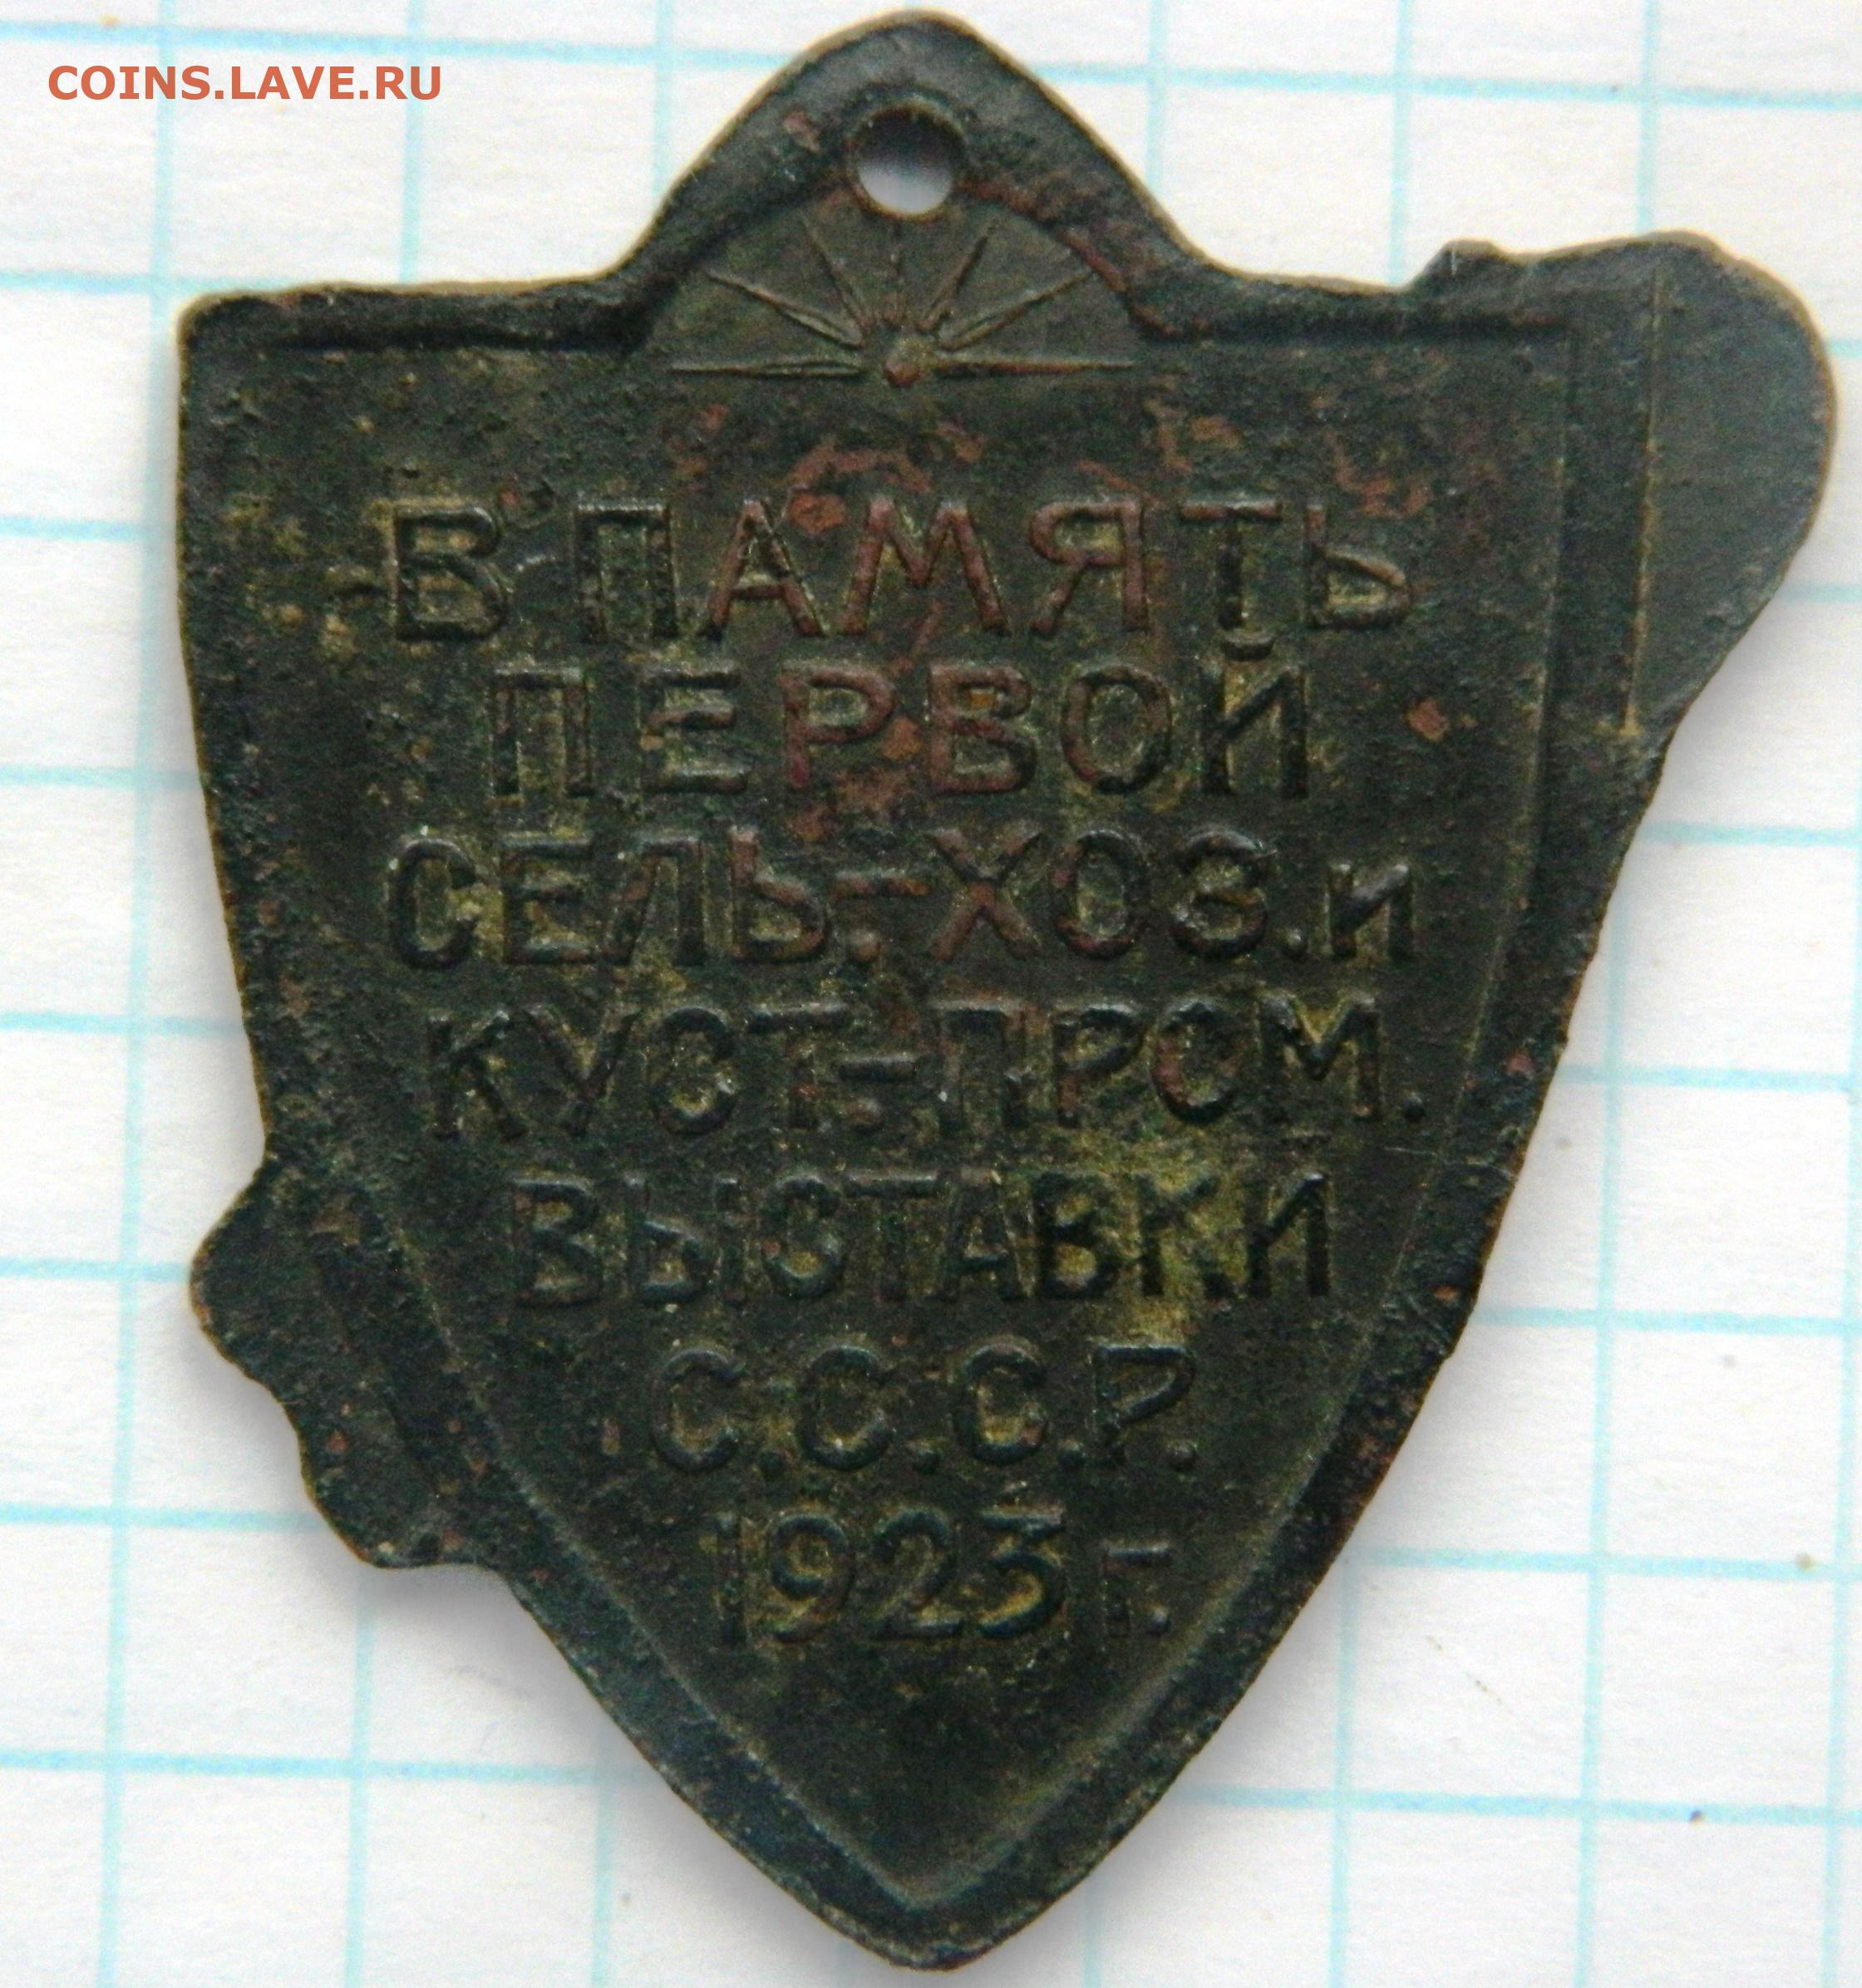 COINS.LAVE.RU
В ПАМЯТЬ
ПЕРВОЙ
СЕЛЬ.-ХОЗ. и
КУСТ.-ПРОМ.
ВЫСТАВКИ
С.С.С.Р.
1923 г.